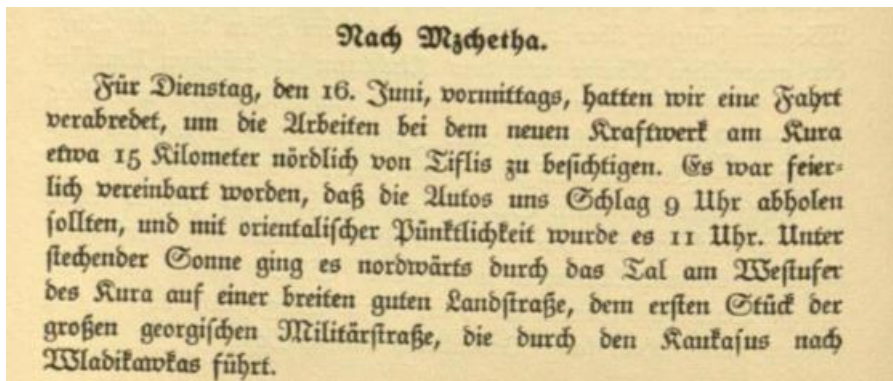 Nach Mzchetha.
Für Dienstag, den 16. Juni, vormittags, hatten wir eine Fahrt
verabredet, um die Arbeiten bei dem neuen Kraftwerk am Kura
etwa 15 Kilometer nördlich von Tiflis zu besichtigen. Es war feier-
lich vereinbart worden, daß die Autos uns Schlag 9 Uhr abholen
sollten, und mit orientalischer Pünktlichkeit wurde es 11 Uhr. Unter
stechender Sonne ging es nordwärts durch das Tal am Westufer
des Kura auf einer breiten guten Landstraße, dem ersten Stück der
großen georgischen Militärstraße, die durch den Kaukasus nach
Wladikawkas führt.